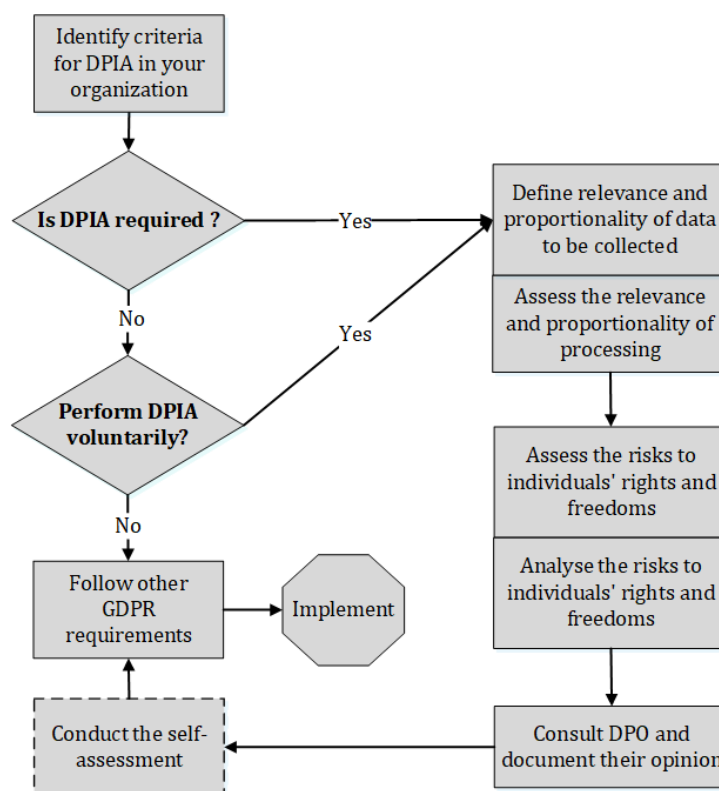 Identify criteria
for DPIA in your
organization
Is DPIA required ?
Yes
Define relevance and
proportionality of data
to be collected
Assess the relevance
and proportionality of
processing
No
Yes
Perform DPIA
voluntarily?
Assess the risks to
individuals' rights and
freedoms
No
Analyse the risks to
individuals' rights and
freedoms
Follow other
GDPR
requirements
Implement
Conduct the self-
assessment
Consult DPO and
document their opinion